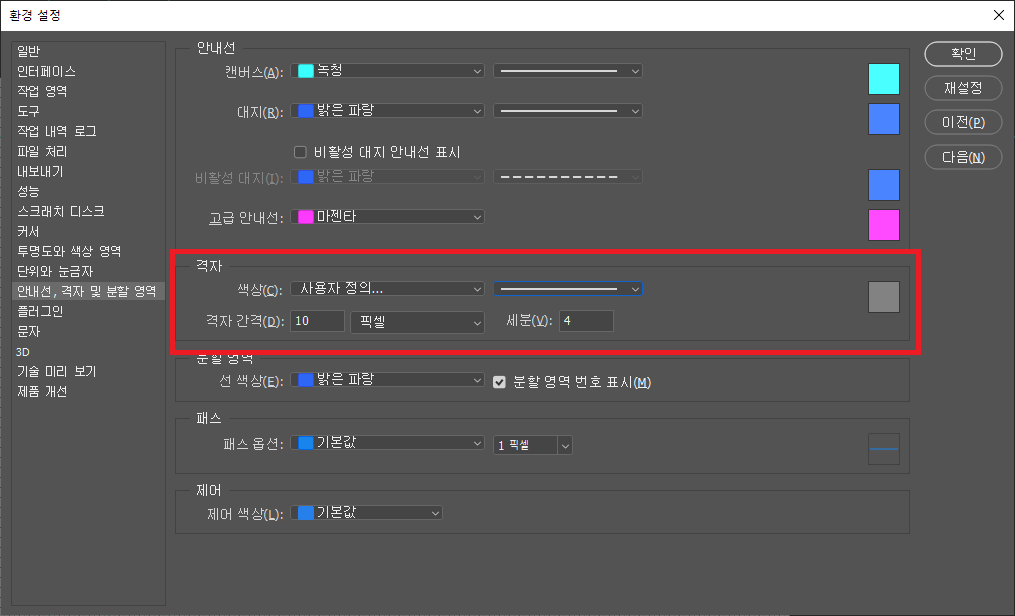 환경 설정
일반
인터페이스
작업 영역
도구
작업 내역 로그
파일 처리
내보내기
성능
스크래치 디스크
커서
투명도와 색상 영역
단위와 눈금자
안내선, 격자 및 분할 영역
플러그인
문자
3D
기술 미리 보기
제품 개선
안내선
캔버스(A): 녹청
대지(R): 밝은 파랑
비활성 대지 안내선 표시
비활성 대지(I): 밝은 파랑
고급 안내선: 마젠타
격자
색상(C): 사용자 정의...
격자 간격(D): 10 픽셀 세분(V): 4
분할 영역
선 색상(E): 밝은 파랑 분할 영역 번호 표시(M)
패스
패스 옵션: 기본값 1 픽셀
제어
제어 색상(L): 기본값
확인
재설정
이전(P)
다음(N)